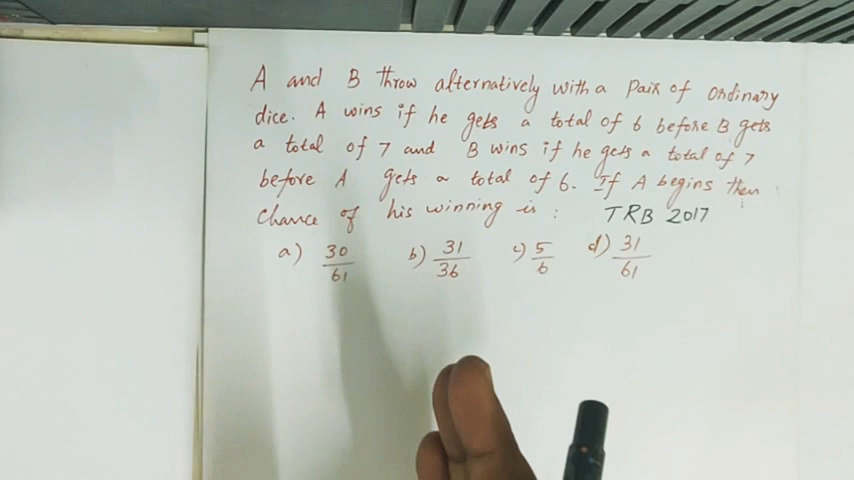 A and B throw alternatively with a pair of ordinary
dice. A wins if he gets a total of 6 before B gets
a total of 7 and B wins if he gets a total of 7
before A gets a total of 6. If A begins then
chance of his winning is : TRB 2017
a) 30/61 b) 31/36 c) 5/6 d) 31/61